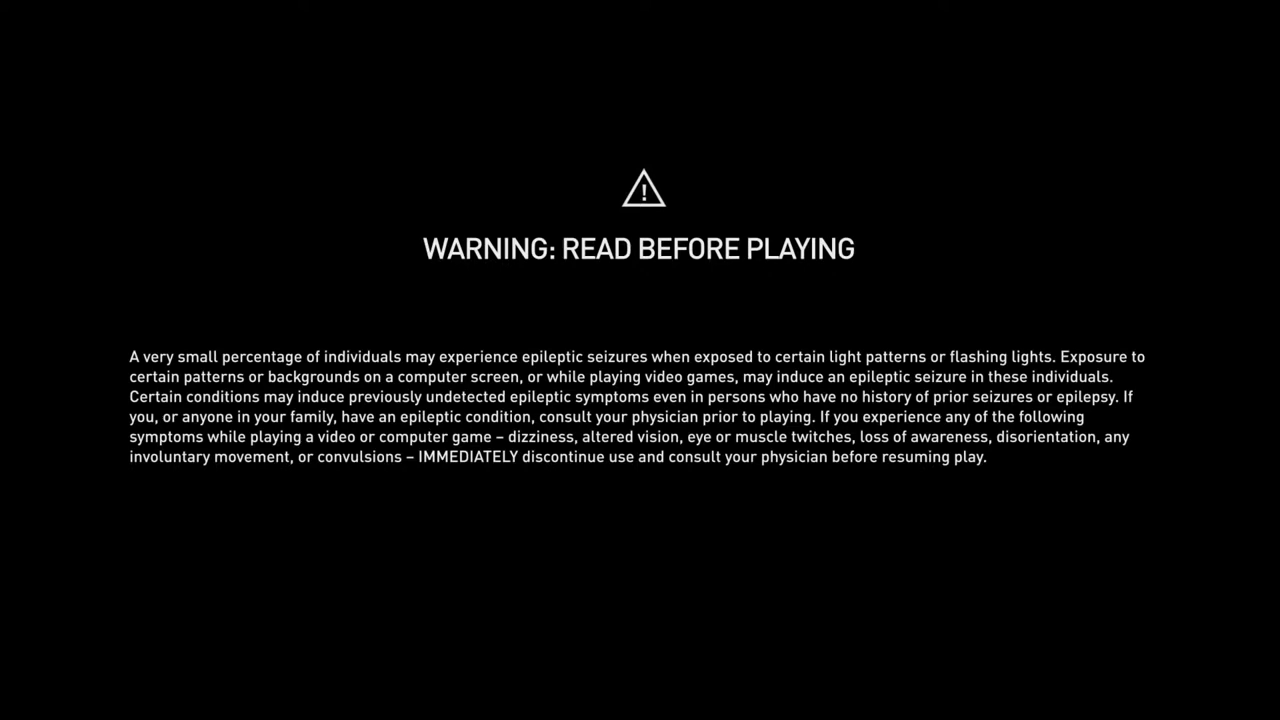 WARNING: READ BEFORE PLAYING
A very small percentage of individuals may experience epileptic seizures when exposed to certain light patterns or flashing lights. Exposure to
certain patterns or backgrounds on a computer screen, or while playing video games, may induce an epileptic seizure in these individuals.
Certain conditions may induce previously undetected epileptic symptoms even in persons who have no history of prior seizures or epilepsy. If
you, or anyone in your family, have an epileptic condition, consult your physician prior to playing. If you experience any of the following
symptoms while playing a video or computer game – dizziness, altered vision, eye or muscle twitches, loss of awareness, disorientation, any
involuntary movement, or convulsions – IMMEDIATELY discontinue use and consult your physician before resuming play.